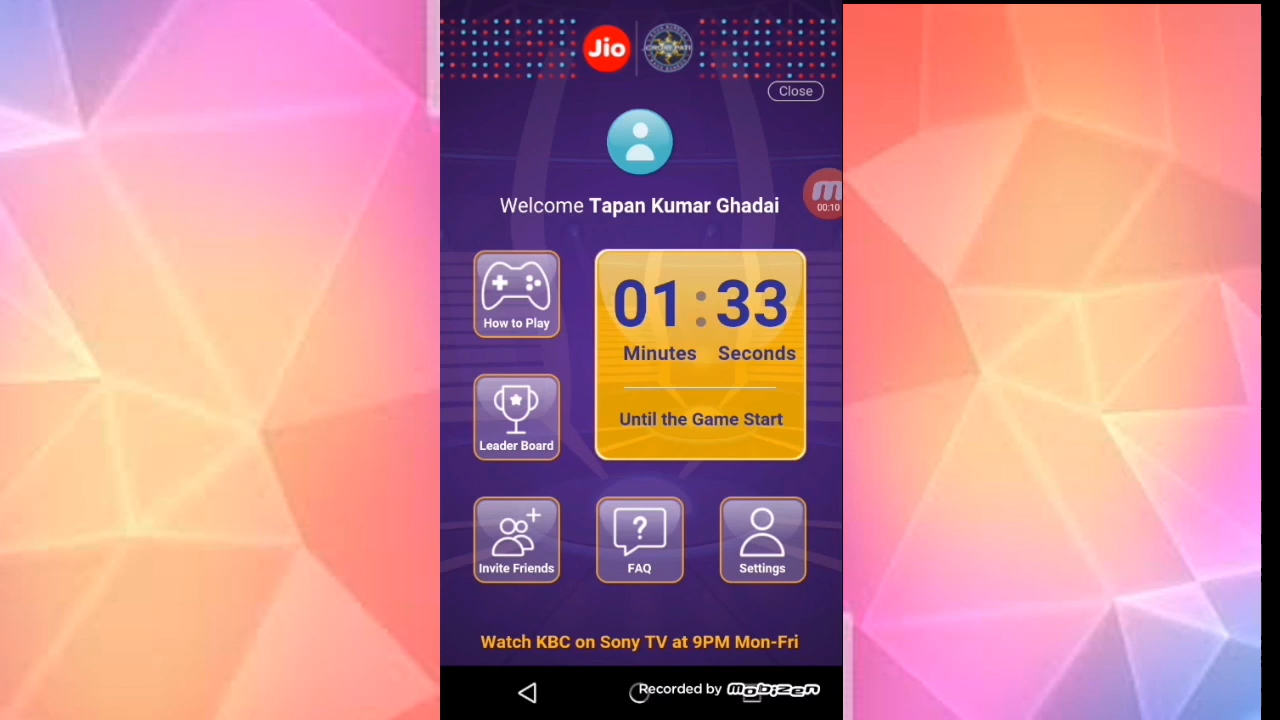 Jio
Close
Welcome Tapan Kumar Ghadai
00:10
01:33
Minutes Seconds
Until the Game Start
How to Play
Leader Board
Invite Friends
FAQ
Settings
Watch KBC on Sony TV at 9PM Mon-Fri
Recorded by mobizen